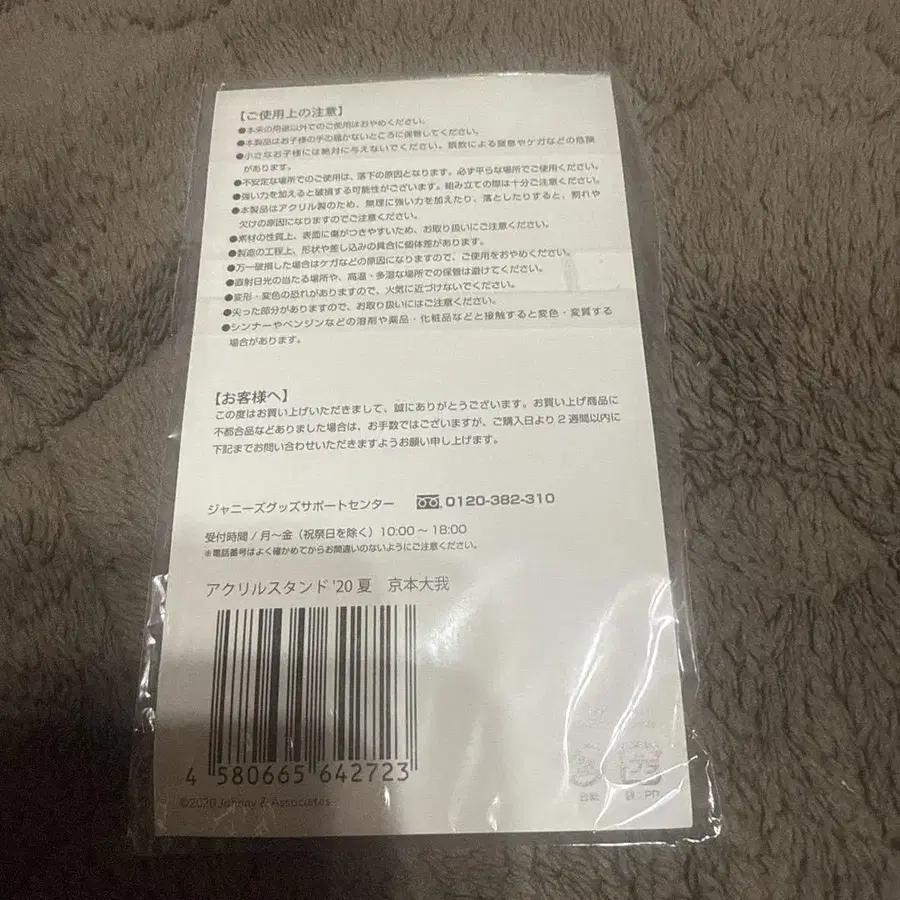 【ご使用上の注意】
●本来の用途以外でのご使用はおやめください。
●本製品はお子様の手の届かないところに保管してください。
●小さなお子様には絶対に与えないでください。誤飲による窒息やケガなどの危険
があります。
●不安定な場所でのご使用は、落下の原因となります。必ず平らな場所でご使用ください。
●強い力を加えると破損する可能性がございます。組み立ての際は十分ご注意ください。
●本製品はアクリル製のため、無理に強い力を加えたり、落としたりすると、割れや
欠けの原因になりますのでご注意ください。
●素材の性質上、表面に傷がつきやすいため、お取り扱いにご注意ください。
●製造の工程上、形状や差し込みの具合に個体差があります。
●万一破損した場合はケガなどの原因になりますので、ご使用をおやめください。
●直射日光の当たる場所や、高温・多湿な場所での保管は避けてください。
●変形・変色の恐れがありますので、火気に近づけないでください。
●尖った部分がありますので、お取り扱いにはご注意ください。
●シンナーやベンジンなどの溶剤や薬品・化粧品などと接触すると変色・変質する
場合があります。
【お客様へ】
この度はお買い上げいただきまして、誠にありがとうございます。お買い上げ商品に
不都合品などありました場合は、お手数ではございますが、ご購入日より2週間以内に
下記までお問い合わせいただきますようお願い申し上げます。
ジャニーズグッズサポートセンター 0120-382-310
受付時間/月～金（祝祭日を除く）10:00～18:00
※電話番号はよく確かめてからお間違いのないようにご注意ください。
アクリルスタンド '20 夏 京本大我
4 580665 642723
©2020 Johnny & Associates
プラ
台紙
袋:PP